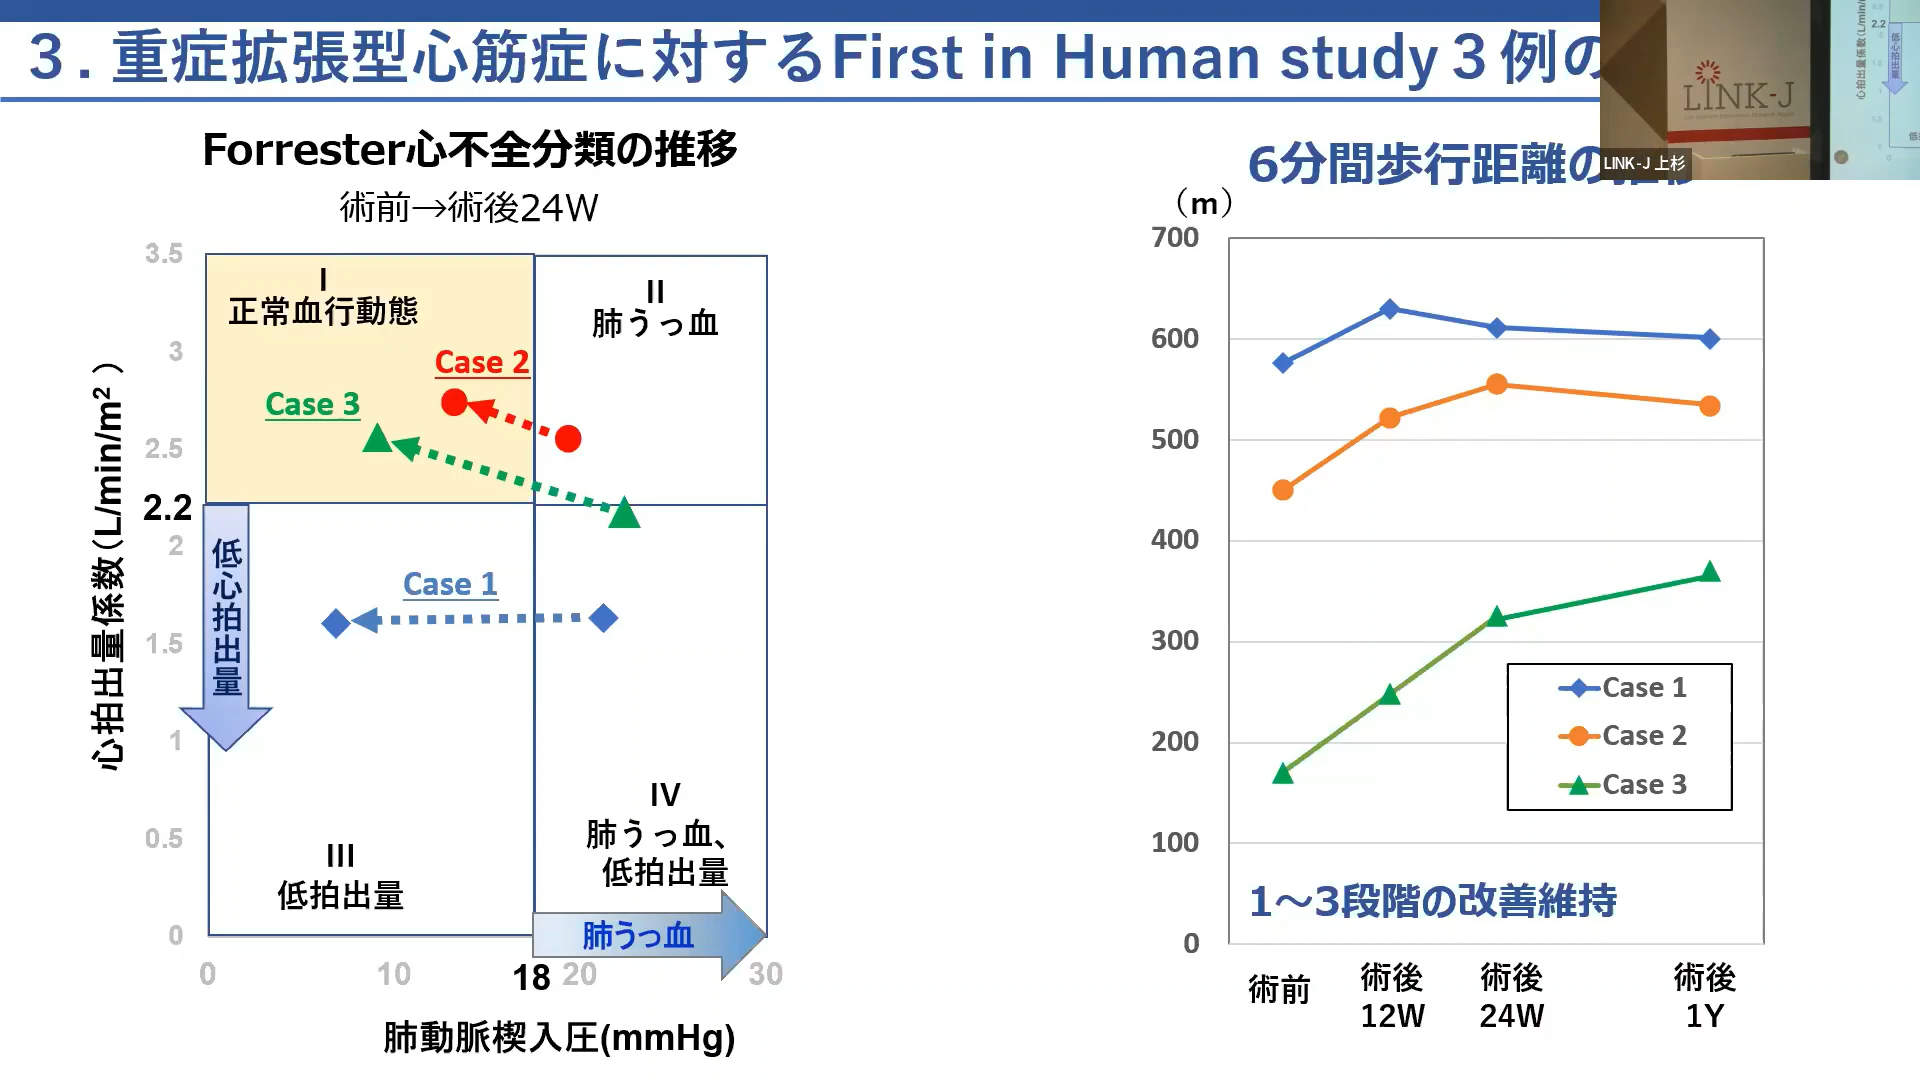 3. 重症拡張型心筋症に対するFirst in Human study３例の
LINK-J
LINK-J 上杉
2.2
心拍出量係数(L/min/m
Forrester心不全分類の推移
術前→術後24W
3.5
3
2.5
2.2
2
1.5
1
0.5
0
心拍出量係数(L/min/m² )
I
正常血行動態
II
肺うっ血
Case 2
Case 3
Case 1
低心拍出量
III
低拍出量
IV
肺うっ血、
低拍出量
肺うっ血
0 10 18 20 30
肺動脈楔入圧(mmHg)
6分間歩行距離の推移
（m）
700
600
500
400
300
200
100
0
Case 1
Case 2
Case 3
1～3段階の改善維持
術前
術後
12W
術後
24W
術後
1Y